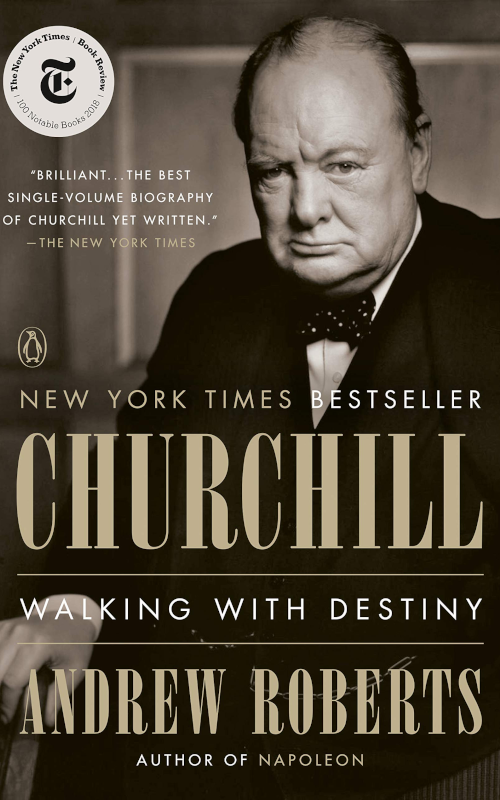 The New York Times | Book Review
100 Notable Books 2018
“BRILLIANT...THE BEST
SINGLE-VOLUME BIOGRAPHY
OF CHURCHILL YET WRITTEN.”
—THE NEW YORK TIMES
NEW YORK TIMES BESTSELLER
CHURCHILL
WALKING WITH DESTINY
ANDREW ROBERTS
AUTHOR OF NAPOLEON